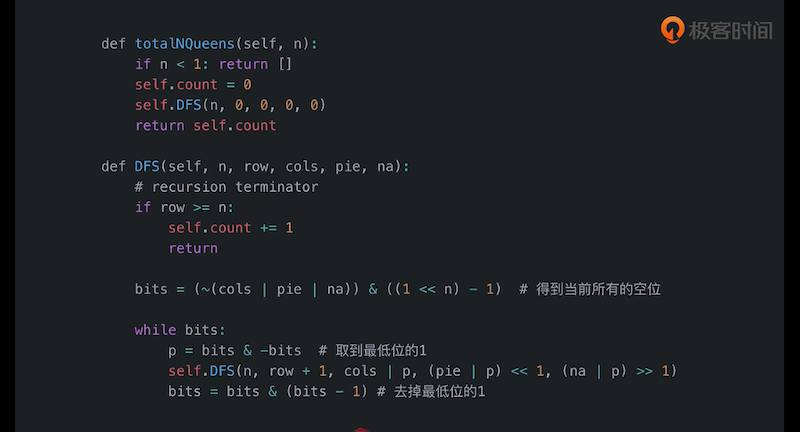 极客时间
def totalNQueens(self, n):
    if n < 1: return []
    self.count = 0
    self.DFS(n, 0, 0, 0, 0)
    return self.count
def DFS(self, n, row, cols, pie, na):
    # recursion terminator
    if row >= n:
        self.count += 1
        return
    bits = (~(cols | pie | na)) & ((1 << n) - 1)  # 得到当前所有的空位
    while bits:
        p = bits & -bits  # 取到最低位的1
        self.DFS(n, row + 1, cols | p, (pie | p) << 1, (na | p) >> 1)
        bits = bits & (bits - 1) # 去掉最低位的1